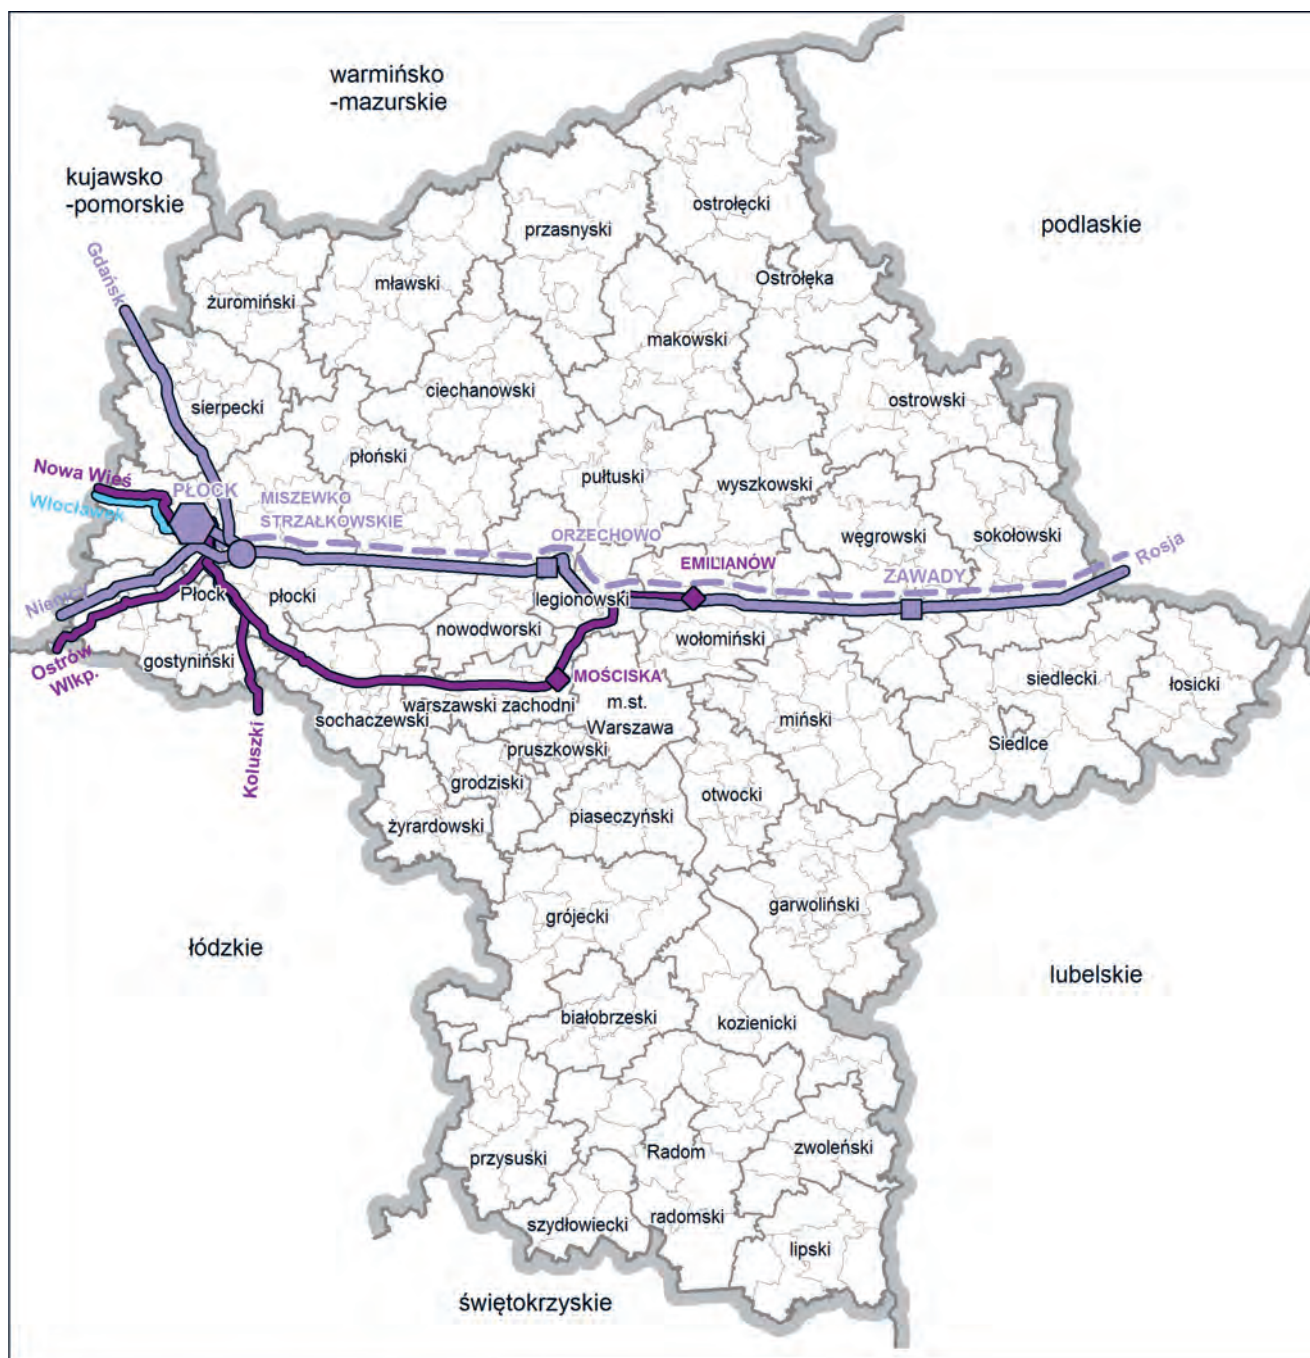 warmińsko
-mazurskie
kujawsko
-pomorskie
podlaskie
ostrołęcki
przasnyski
Gdańsk
Ostrołęka
mławski
żuromiński
makowski
ciechanowski
ostrowski
sierpecki
płoński
Nowa Wieś
pułtuski
wyszkowski
PŁOCK
MISZEWKO
STRZAŁKOWSKIE
Włocławek
ORZECHOWO
węgrowski
sokołowski
Rosja
EMILIANÓW
ZAWADY
Niemcy
Płock
płocki
legionowski
nowodworski
wołomiński
Ostrów
Wlkp.
gostyniński
MOŚCISKA
siedlecki
łosicki
Koluszki
sochaczewski
warszawski zachodni
m.st.
Warszawa
miński
Siedlce
pruszkowski
grodziski
otwocki
żyrardowski
piaseczyński
grójecki
garwoliński
łódzkie
lubelskie
białobrzeski
kozienicki
przysuski
Radom
zwoleński
szydłowiecki
radomski
lipski
świętokrzyskie